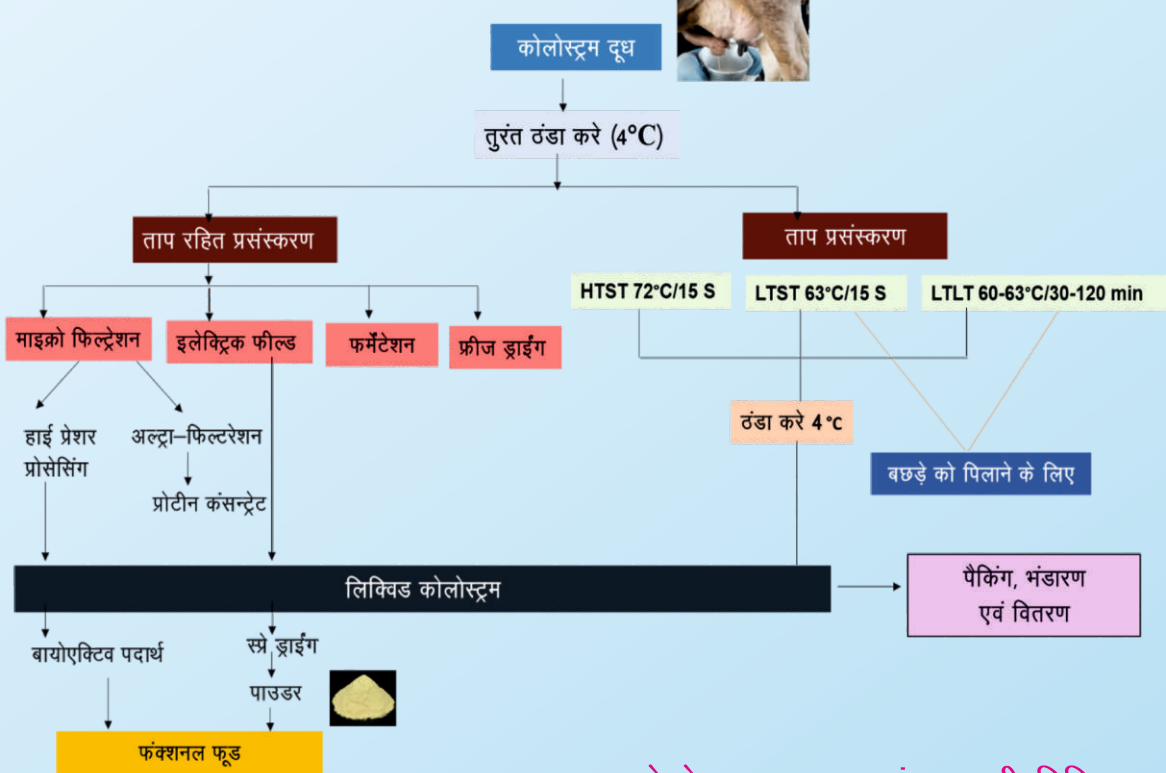 कोलोस्ट्रम दूध
तुरंत ठंडा करे (4°C)
ताप रहित प्रसंस्करण
ताप प्रसंस्करण
HTST 72°C/15 S
LTST 63°C/15 S
LTLT 60-63°C/30-120 min
माइक्रो फिल्ट्रेशन
इलेक्ट्रिक फील्ड
फर्मेंटेशन
फ्रीज ड्राईंग
हाई प्रेशर
प्रोसेसिंग
अल्ट्रा–फिल्टरेशन
प्रोटीन कंसन्ट्रेट
ठंडा करे 4°C
बछड़े को पिलाने के लिए
लिक्विड कोलोस्ट्रम
पैकिंग, भंडारण
एवं वितरण
बायोएक्टिव पदार्थ
स्प्रे ड्राईंग
पाउडर
फंक्शनल फूड